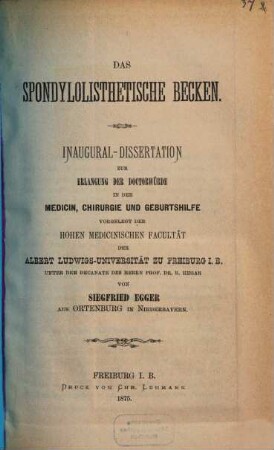 DAS
SPONDYLOLISTHETISCHE BECKEN.
INAUGURAL-DISSERTATION
ZUR
ERLANGUNG DER DOCTORWÜRDE
IN DER
MEDICIN, CHIRURGIE UND GEBURTSHILFE
VORGELEGT DER
HOHEN MEDICINISCHEN FACULTÄT
DER
ALBERT LUDWIGS-UNIVERSITÄT ZU FREIBURG I. B.
UNTER DEM DECANATE DES HERRN PROF. DR. HEGAR
VON
SIEGFRIED EGGER
AUS ORTENBURG IN NIEDERBAYERN.
FREIBURG I. B.
DRUCK VON CHR. LEHMANN
1875.